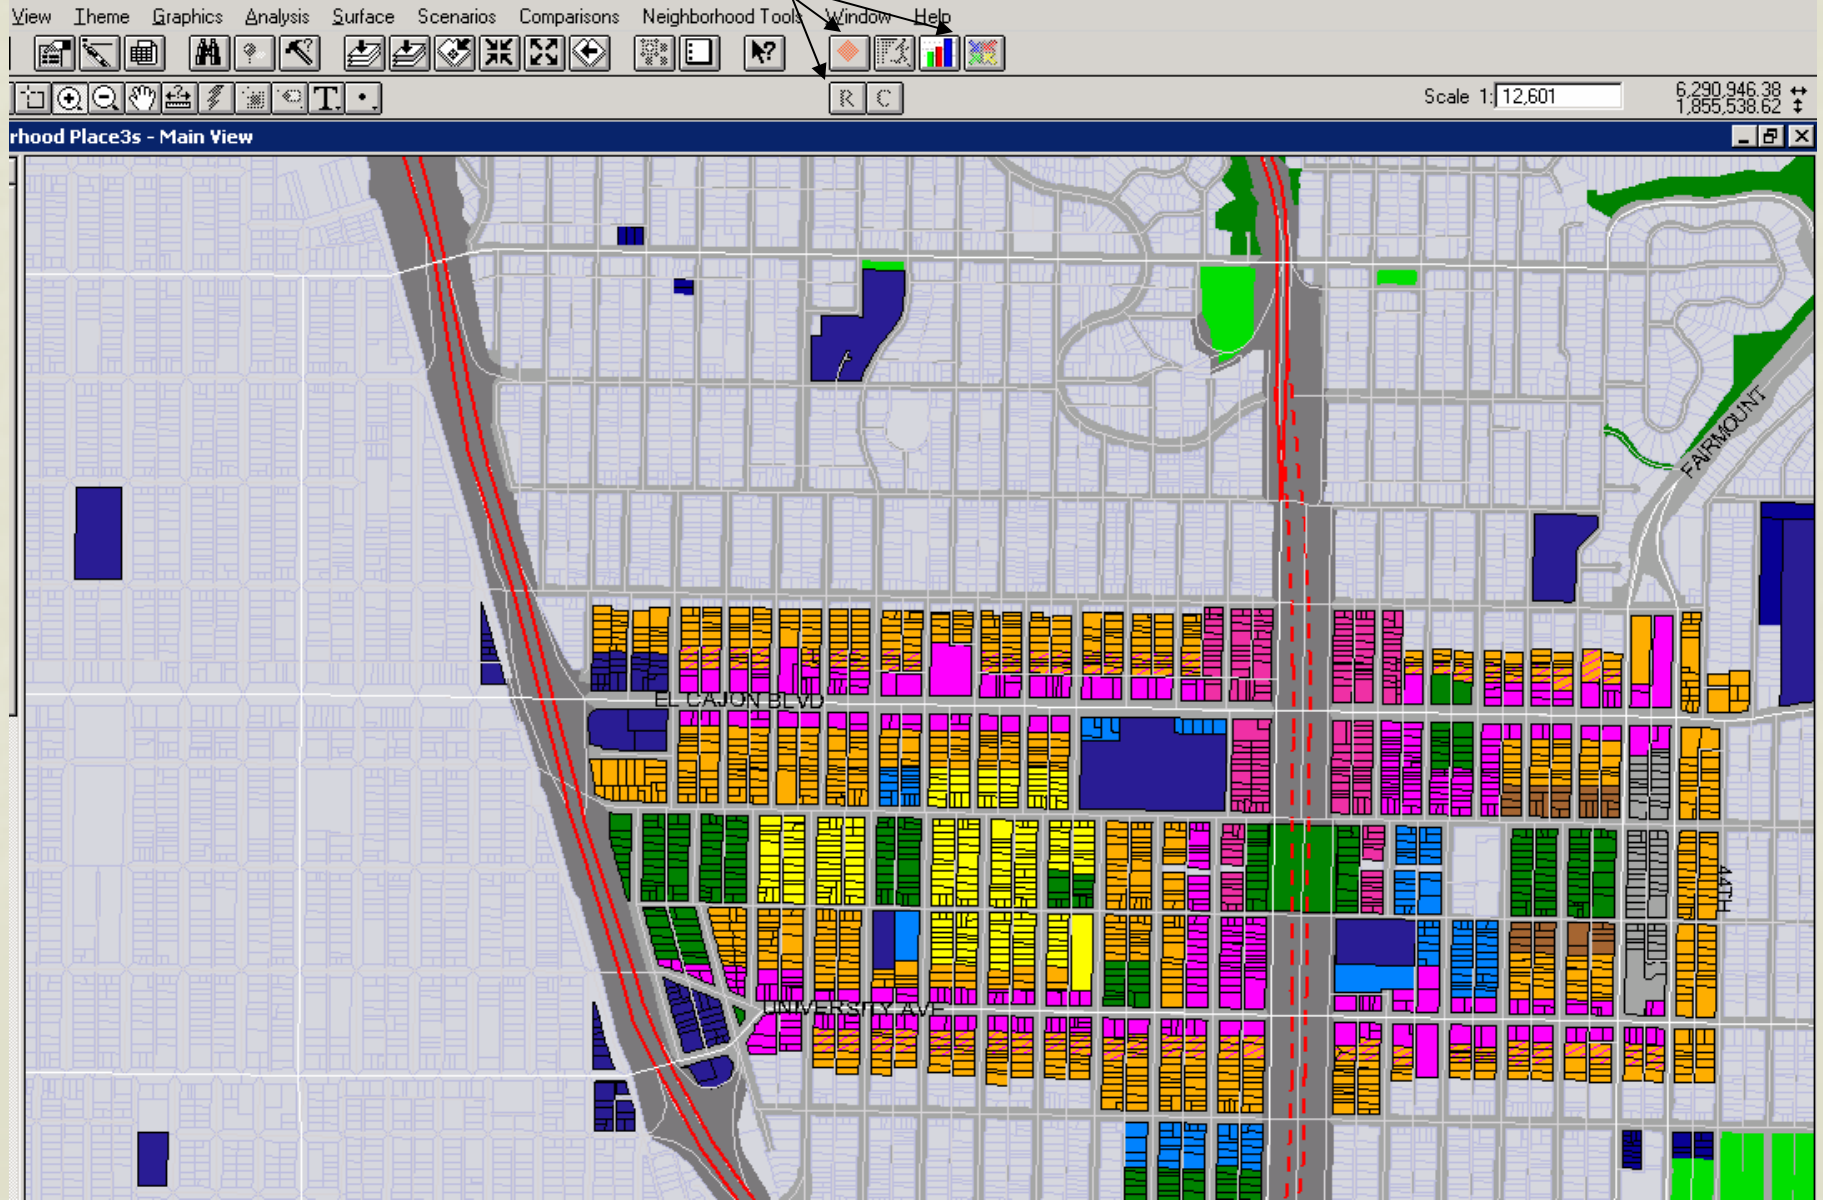 View Theme Graphics Analysis Surface Scenarios Comparisons Neighborhood Tools Window Help
T
R C
Scale 1: 12,601
6,290,946.38
1,855,538.62
rhood Place3s - Main View
FAIRMOUNT
EL CAJON BLVD
44TH
UNIVERSITY AVE